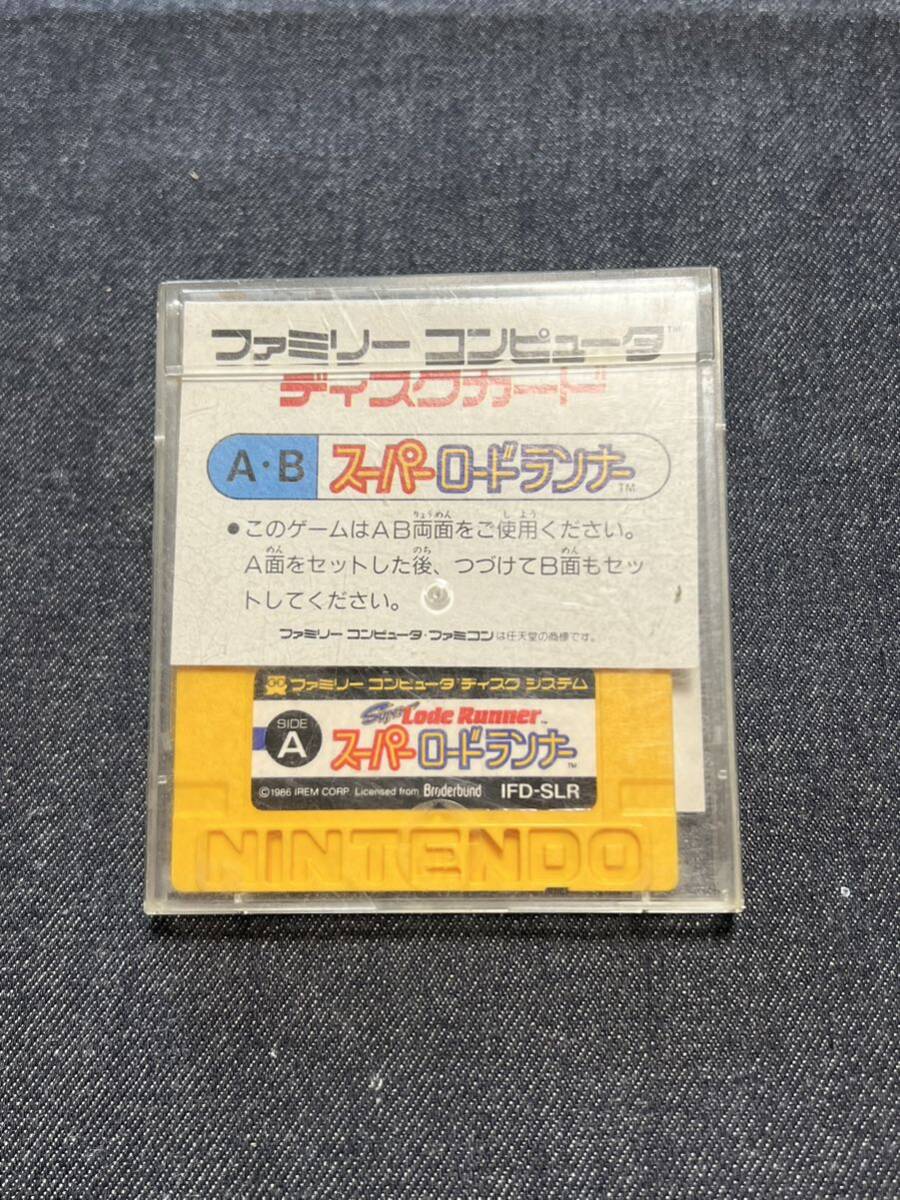 ファミリー コンピュータ™
ディスクカード
A・B スーパーロードランナー™
●このゲームはAB両面をご使用ください。
A面をセットした後、つづけてB面もセッ
トしてください。
ファミリー コンピュータ・ファミコンは任天堂の商標です。
ファミリー コンピュータ ディスク システム
SIDE A
Super Lode Runner™
スーパーロードランナー™
©1986 IREM CORP. Licensed from Brøderbund IFD-SLR
NINTENDO